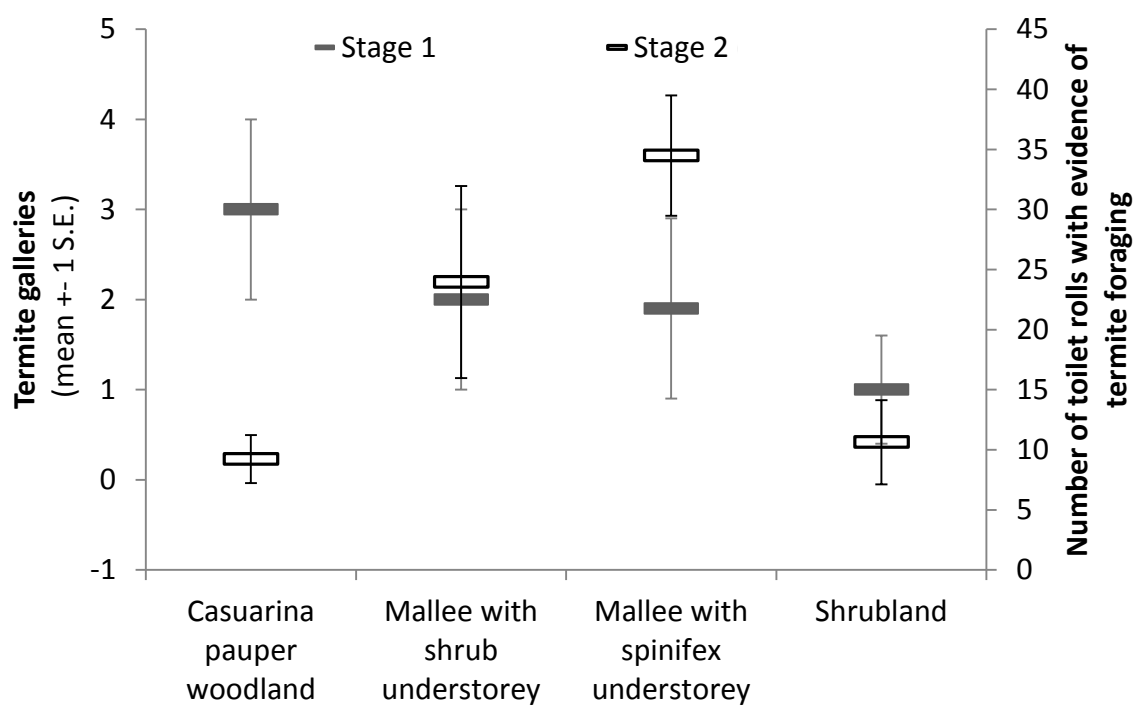 Stage 1
Stage 2
Termite galleries
(mean +- 1 S.E.)
5
4
3
2
1
0
-1
45
40
35
30
25
20
15
10
5
0
Number of toilet rolls with evidence of
termite foraging
Casuarina
pauper
woodland
Mallee with
shrub
understorey
Mallee with
spinifex
understorey
Shrubland